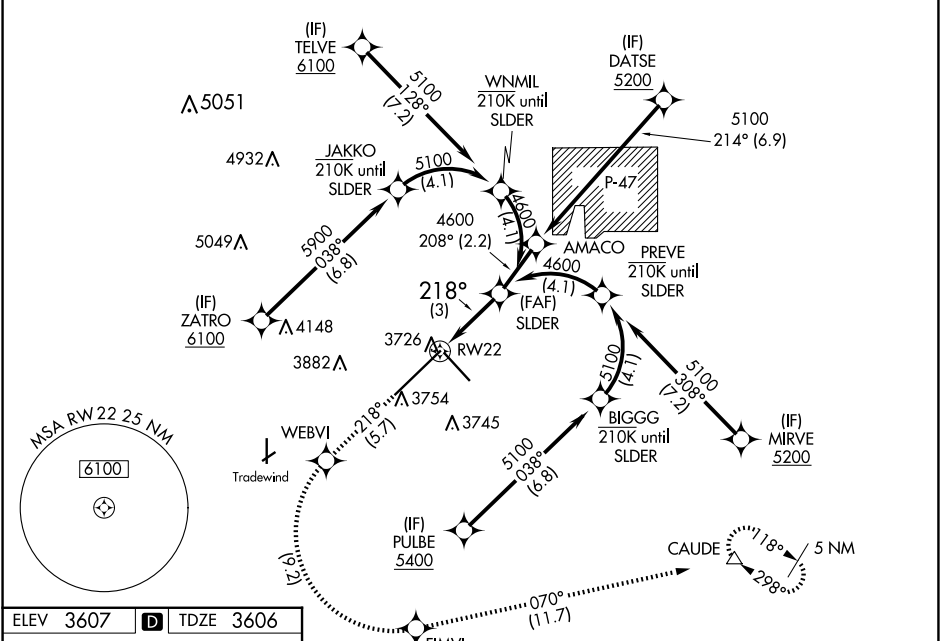 (IF)
TELVE
6100
5100
128°
(7.2)
WNMIL
210K until
SLDER
(IF)
DATSE
5200
5100
214° (6.9)
5051
4932
JAKKO
210K until
SLDER
5100
(4.1)
P-47
5049
5900
038°
(6.8)
4600
208° (2.2)
4600
(4.1)
AMACO
PREVE
210K until
SLDER
4600
(4.1)
218°
(3)
(FAF)
SLDER
(IF)
ZATRO
6100
4148
3882
3726
RW22
5100
(4.1)
5100
308°
(7.2)
3754
3745
218°
(5.7)
BIGGG
210K until
SLDER
(IF)
MIRVE
5200
MSA RW 22 25 NM
6100
WEBVI
Tradewind
5100
038°
(6.8)
(IF)
PULBE
5400
CAUDE
118°
298°
5 NM
(9.2)
070°
(11.7)
ELEV 3607
D
TDZE 3606